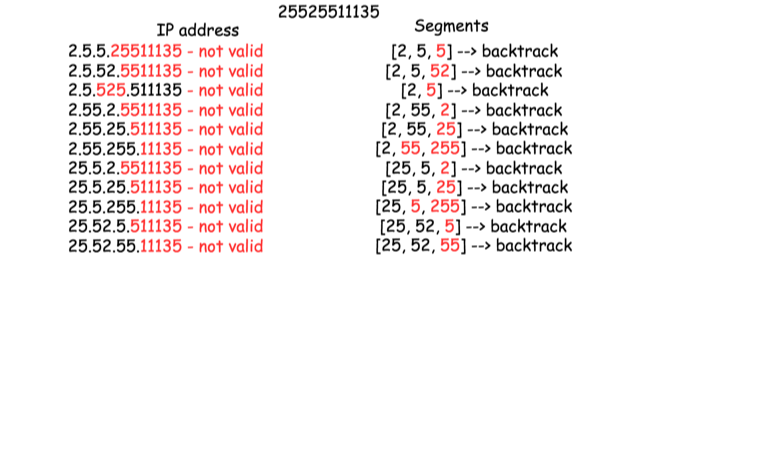 25525511135
IP address Segments
2.5.5.25511135 - not valid [2, 5, 5] --> backtrack
2.5.52.5511135 - not valid [2, 5, 52] --> backtrack
2.5.525.511135 - not valid [2, 5] --> backtrack
2.55.2.5511135 - not valid [2, 55, 2] --> backtrack
2.55.25.511135 - not valid [2, 55, 25] --> backtrack
2.55.255.11135 - not valid [2, 55, 255] --> backtrack
25.5.2.5511135 - not valid [25, 5, 2] --> backtrack
25.5.25.511135 - not valid [25, 5, 25] --> backtrack
25.5.255.11135 - not valid [25, 5, 255] --> backtrack
25.52.5.511135 - not valid [25, 52, 5] --> backtrack
25.52.55.11135 - not valid [25, 52, 55] --> backtrack